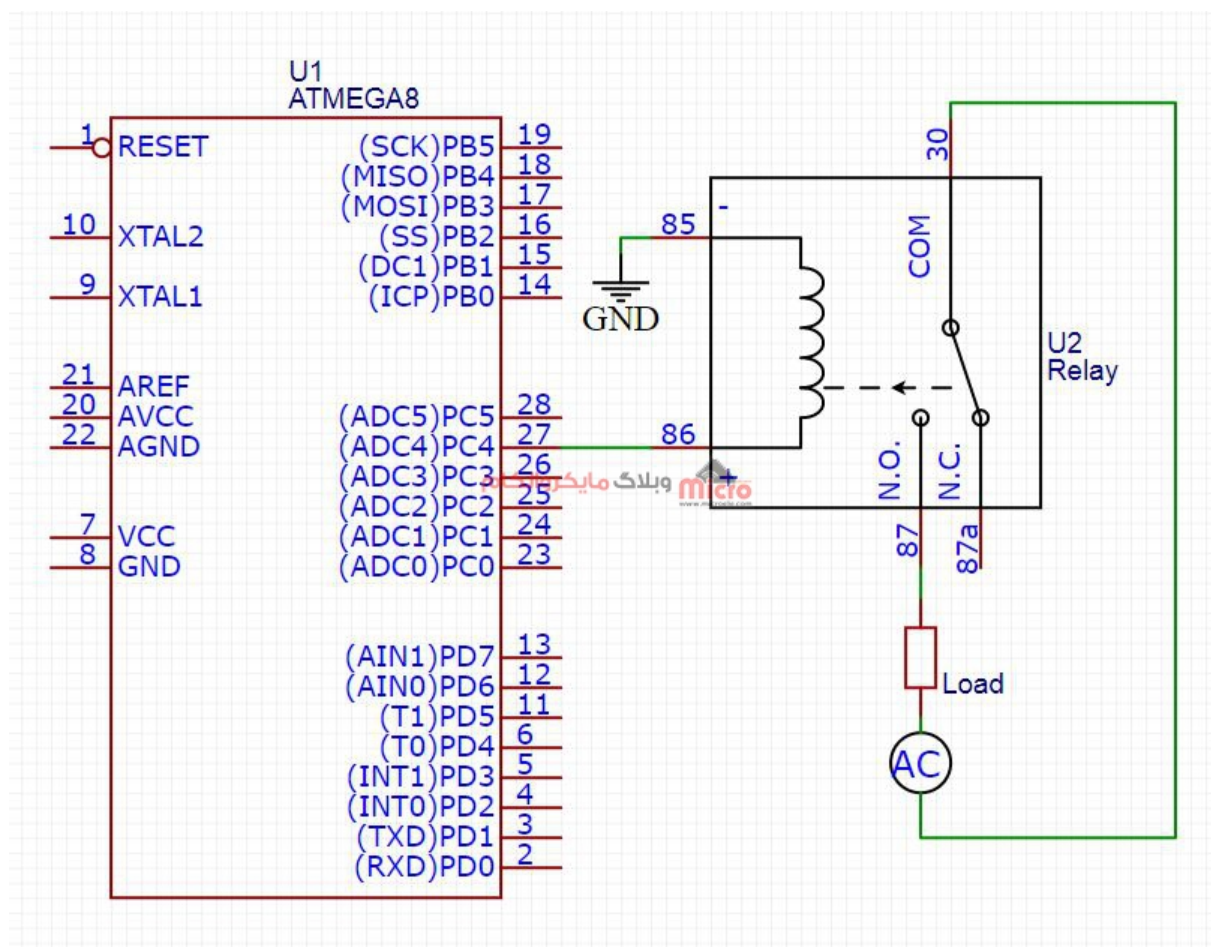 U1
ATMEGA8
1 RESET
10 XTAL2
9 XTAL1
21 AREF
20 AVCC
22 AGND
7 VCC
8 GND
(SCK)PB5 19
(MISO)PB4 18
(MOSI)PB3 17
(SS)PB2 16
(DC1)PB1 15
(ICP)PB0 14
(ADC5)PC5 28
(ADC4)PC4 27
(ADC3)PC3 26
(ADC2)PC2 25
(ADC1)PC1 24
(ADC0)PC0 23
(AIN1)PD7 13
(AIN0)PD6 12
(T1)PD5 11
(T0)PD4 6
(INT1)PD3 5
(INT0)PD2 4
(TXD)PD1 3
(RXD)PD0 2
85
GND
86
-
+
30
COM
N.O.
N.C.
87
87a
U2
Relay
Load
AC
وبلاگ
micro